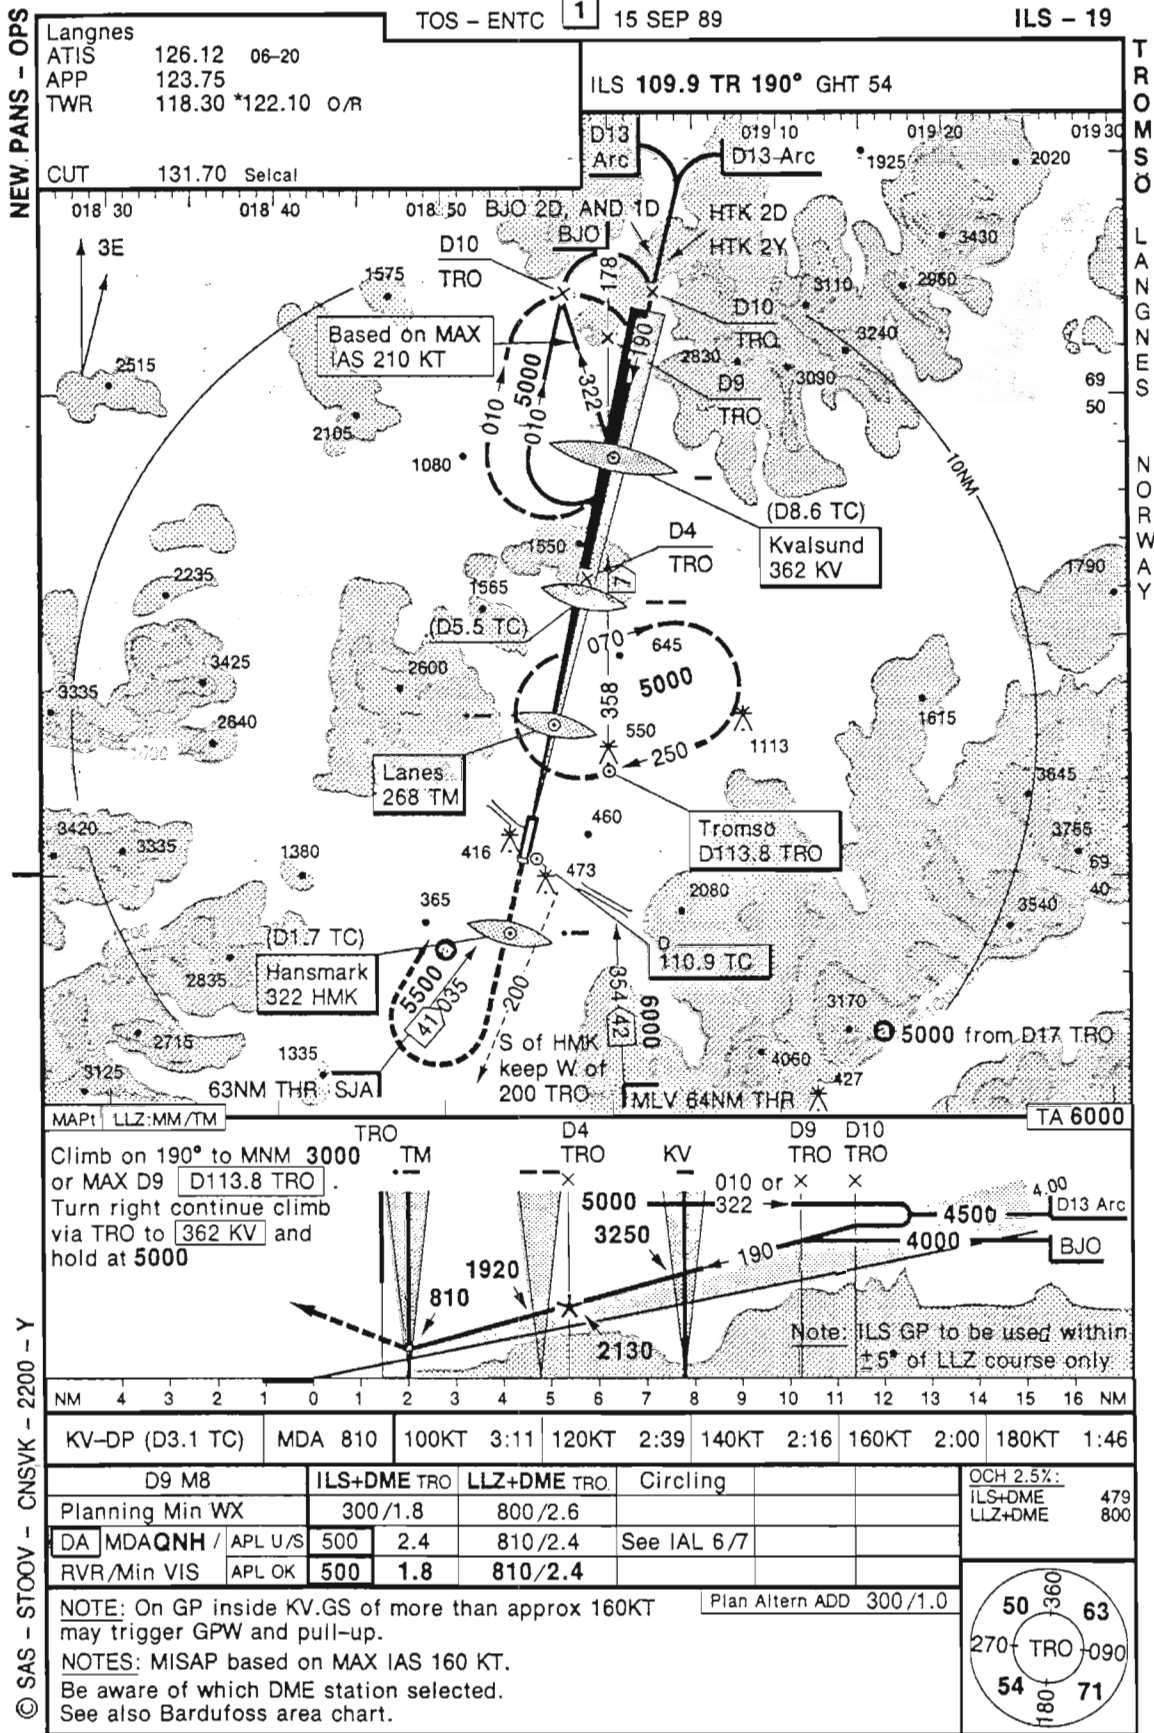 TOS - ENTC 1 15 SEP 89 ILS - 19
NEW PANS - OPS
TROMSÖ LANGNES NORWAY
© SAS - STOOV - CNSVK - 2200 - Y
Langnes
ATIS 126.12 06-20
APP 123.75
TWR 118.30 *122.10 O/R
CUT 131.70 Selcal
ILS 109.9 TR 190° GHT 54
018 30 018 40 018 50 019 10 019 20 019 30
D13 Arc
D13 Arc
1925
2020
BJO 2D, AND 1D
BJO
HTK 2D
HTK 2Y
3E
D10 TRO
178
3430
1575
3110
2950
D10 TRO
Based on MAX
IAS 210 KT
190
3240
2830
2515
5000
010
010
322
D9 TRO
3090
69
50
2105
1080
10NM
(D8.6 TC)
Kvalsund
362 KV
D4 TRO
1550
7
2235
1565
1790
(D5.5 TC)
070
645
3425
2600
5000
3335
358
1615
2640
550
250
1113
Lanes
268 TM
3645
3420
3335
460
Tromsö
D113.8 TRO
3765
416
1380
473
69
40
2080
365
3540
(D1.7 TC)
D
110.9 TC
Hansmark
322 HMK
2835
5500
41 035
200
354 42
6000
3170
a 5000 from D17 TRO
2715
S of HMK
keep W of
200 TRO
4060
1335
3125
63NM THR SJA
MLV 64NM THR
427
MAPt LLZ:MM/TM
TA 6000
Climb on 190° to MNM 3000
or MAX D9 D113.8 TRO .
Turn right continue climb
via TRO to 362 KV and
hold at 5000
TRO
TM
D4 TRO
KV
D9 TRO
D10 TRO
5000
010 or
322
4.00
D13 Arc
4500
3250
4000
BJO
190
1920
810
2130
Note: ILS GP to be used within
±5° of LLZ course only
NM 4 3 2 1 0 1 2 3 4 5 6 7 8 9 10 11 12 13 14 15 16 NM
KV-DP (D3.1 TC) MDA 810 100KT 3:11 120KT 2:39 140KT 2:16 160KT 2:00 180KT 1:46
D9 M8 ILS+DME TRO LLZ+DME TRO. Circling
Planning Min WX 300/1.8 800/2.6
DA MDAQNH / APL U/S 500 2.4 810/2.4 See IAL 6/7
RVR/Min VIS APL OK 500 1.8 810/2.4
OCH 2.5%:
ILS+DME 479
LLZ+DME 800
NOTE: On GP inside KV.GS of more than approx 160KT
may trigger GPW and pull-up.
Plan Altern ADD 300/1.0
NOTES: MISAP based on MAX IAS 160 KT.
Be aware of which DME station selected.
See also Bardufoss area chart.
360
50 63
270 TRO 090
54 71
180